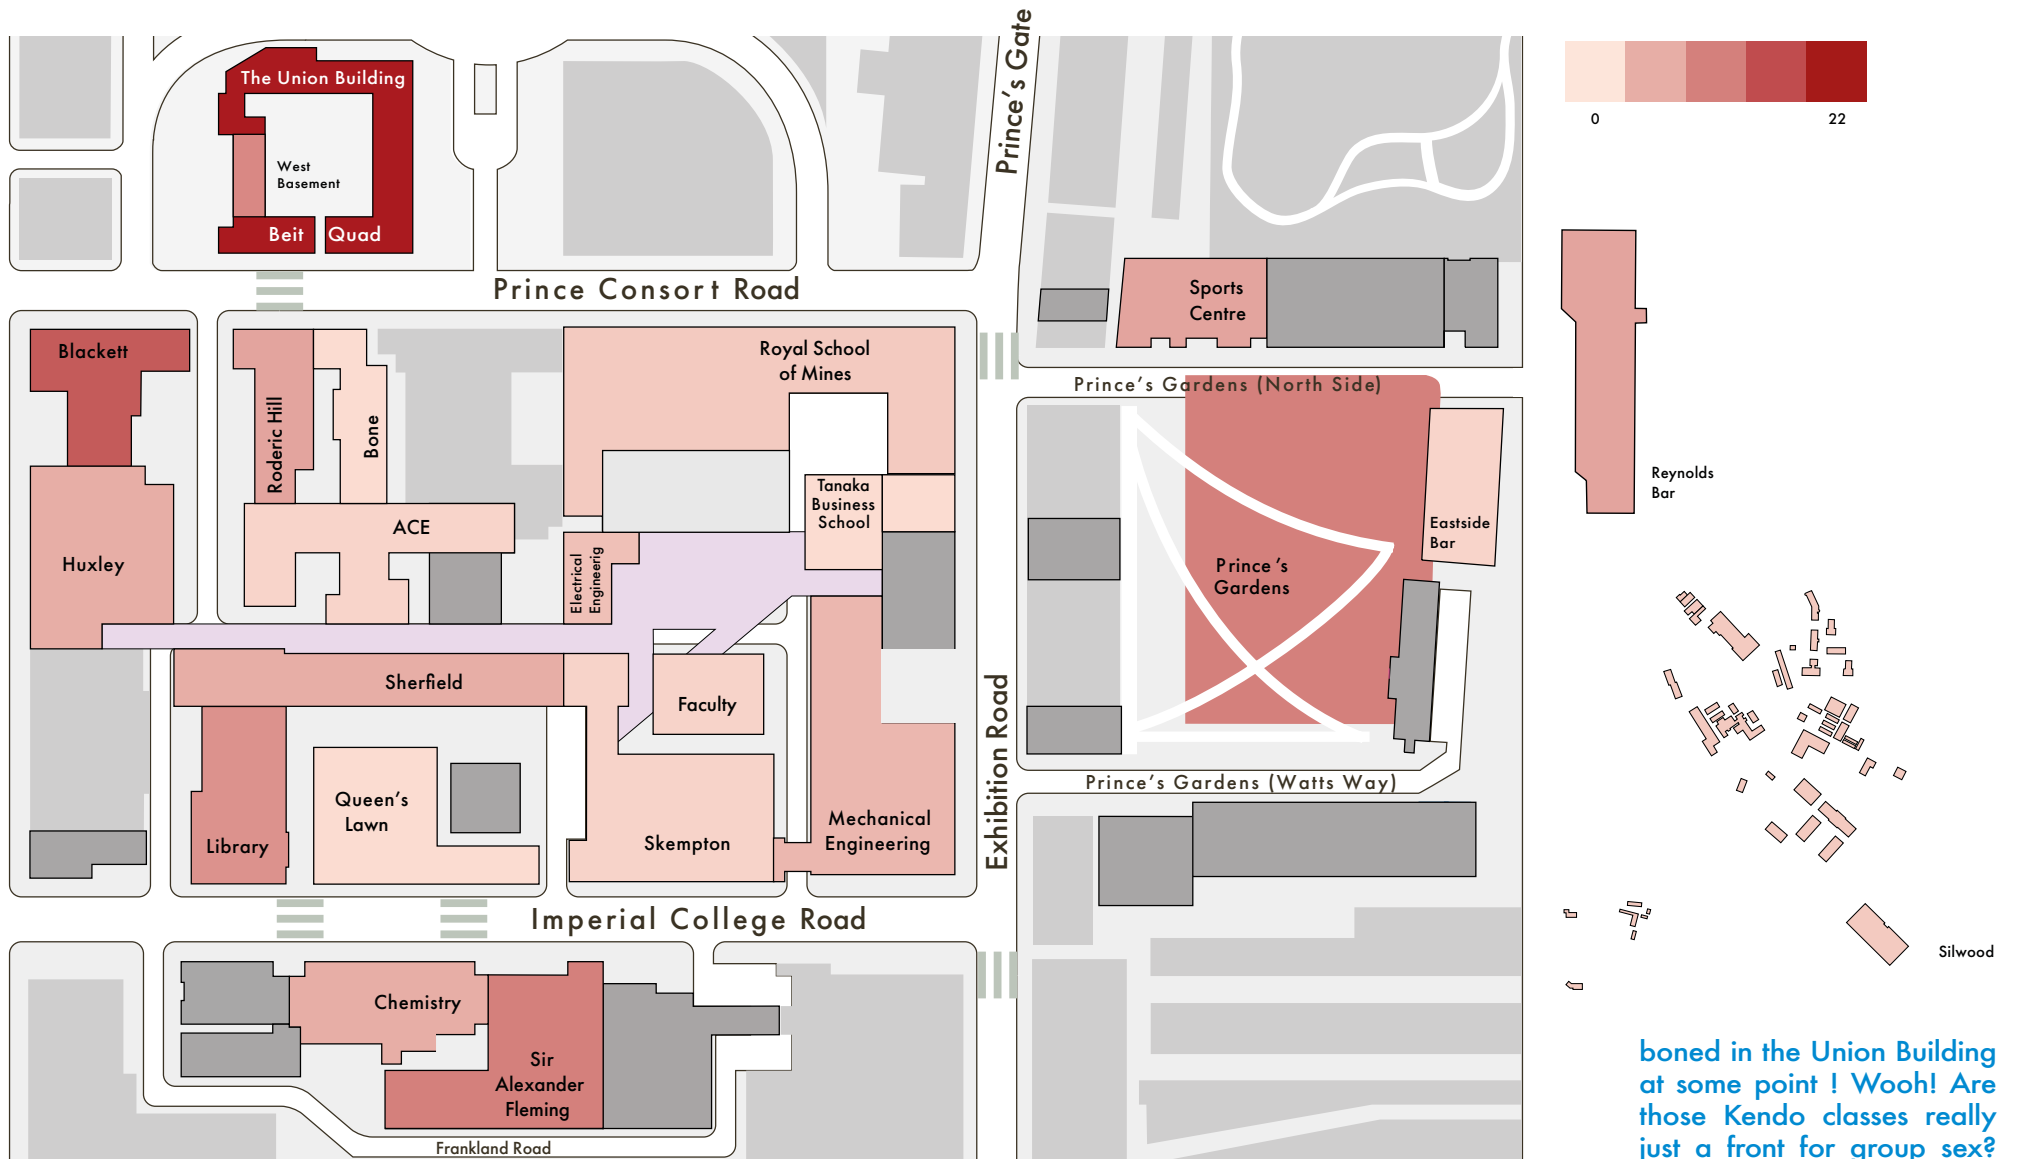 The Union Building
West
Basement
Beit Quad
Prince's Gate
0
22
Prince Consort Road
Sports
Centre
Blackett
Roderic Hill
Bone
Royal School
of Mines
Prince's Gardens (North Side)
Reynolds
Bar
Tanaka
Business
School
ACE
Eastside
Bar
Huxley
Electrical
Engineerig
Prince's
Gardens
Sherfield
Faculty
Exhibition Road
Prince's Gardens (Watts Way)
Queen's
Lawn
Library
Skempton
Mechanical
Engineering
Imperial College Road
Silwood
Chemistry
Sir
Alexander
Fleming
Frankland Road
boned in the Union Building
at some point ! Wooh! Are
those Kendo classes really
just a front for group sex?